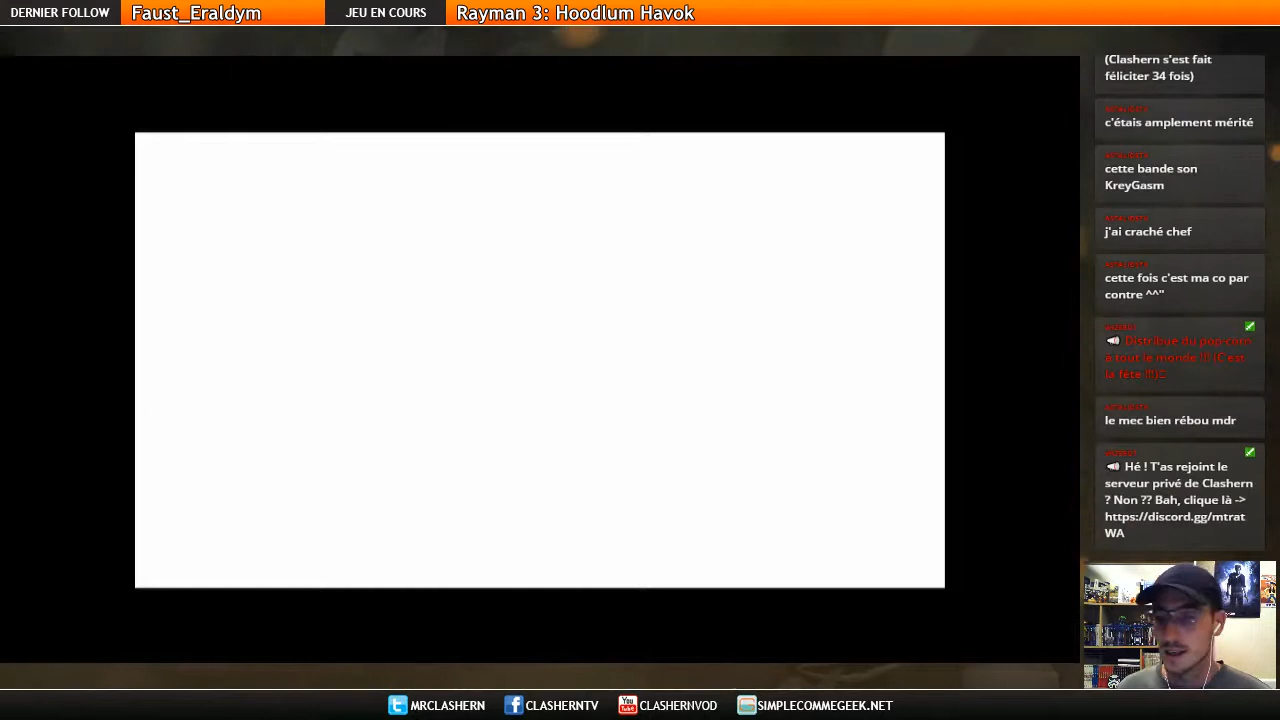 DERNIER FOLLOW
Faust_Eraldym
JEU EN COURS
Rayman 3: Hoodlum Havok
(Clashern s'est fait
féliciter 34 fois)
c'étais amplement mérité
cette bande son
KreyGasm
j'ai craché chef
cette fois c'est ma co par
contre ^^"
Distribue du pop-corn
à tout le monde !!! (C'est
la fête !!!)□
le mec bien rébou mdr
Hé ! T'as rejoint le
serveur privé de Clashern
? Non ?? Bah, clique là ->
https://discord.gg/mtrat
WA
MRCLASHERN
CLASHERNTV
You Tube
CLASHERNVOD
SIMPLECOMMEGEEK.NET